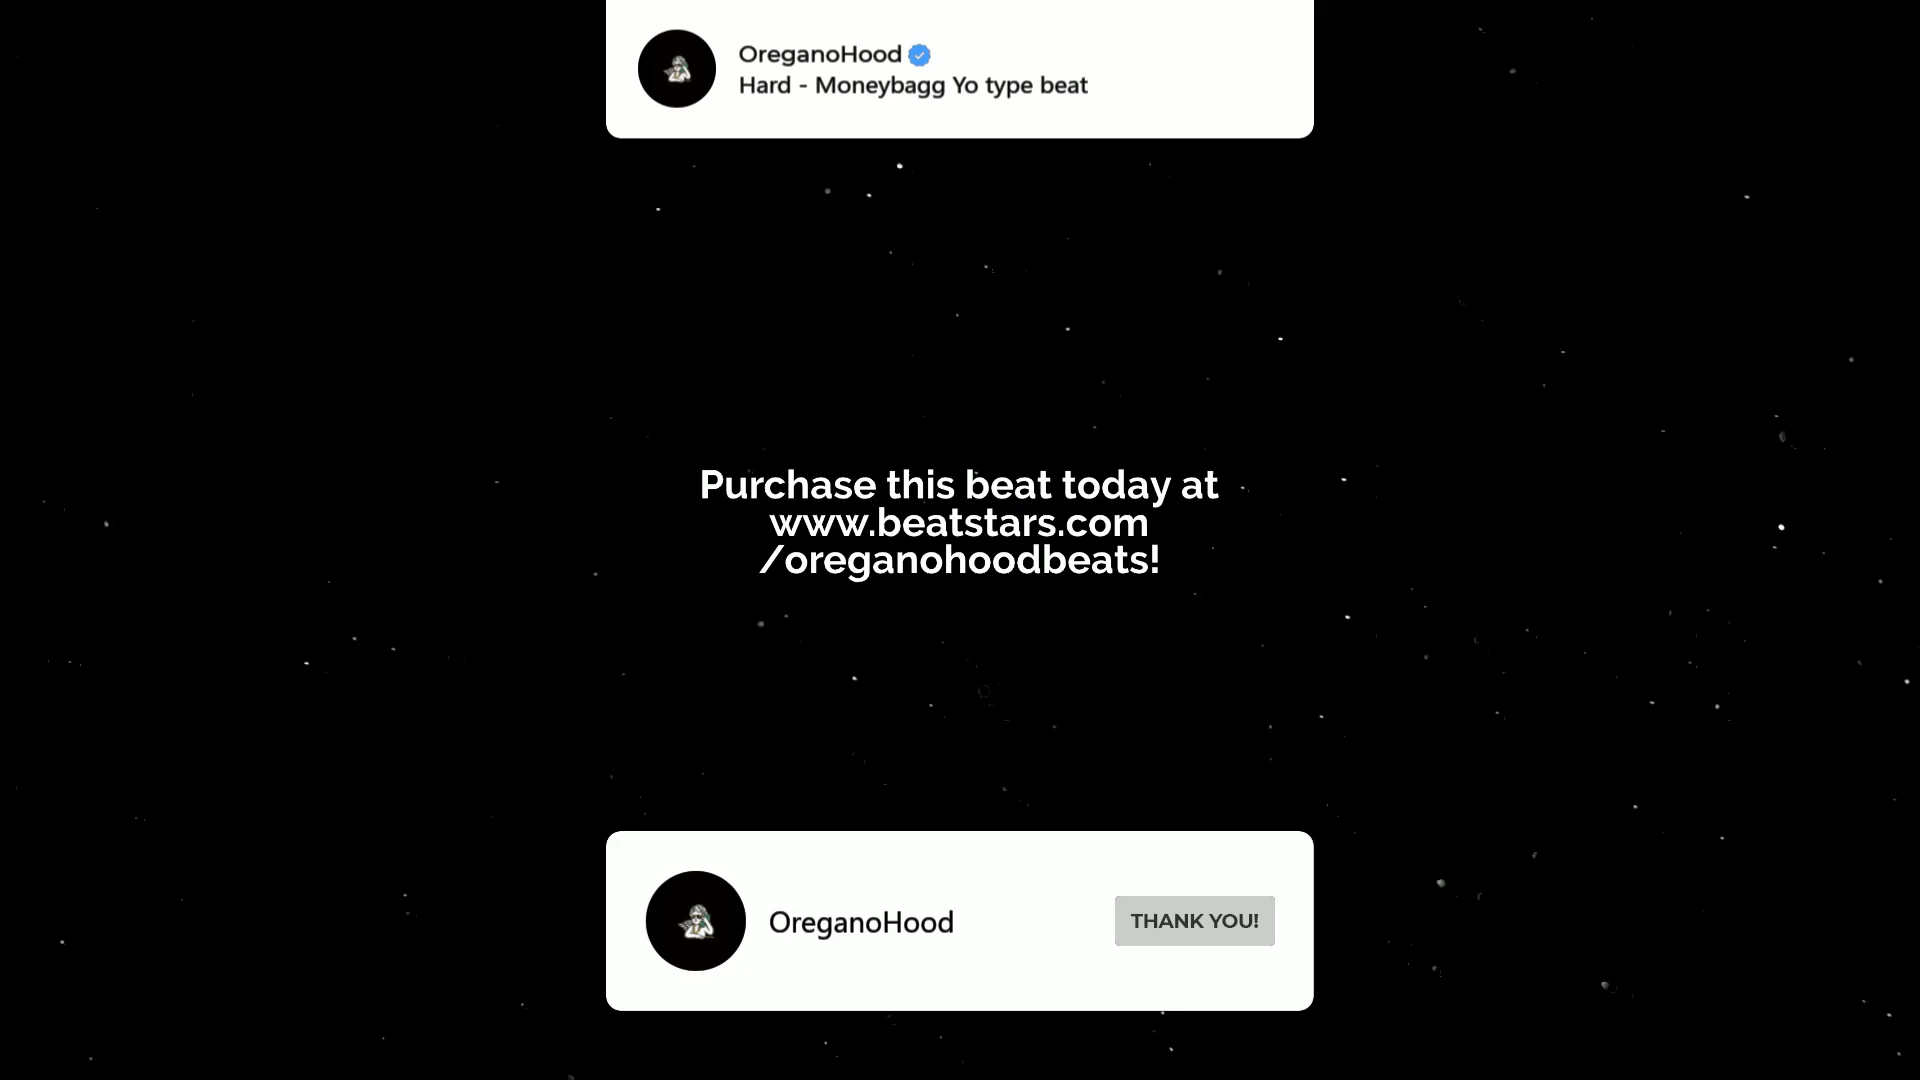 OreganoHood
Hard - Moneybagg Yo type beat
Purchase this beat today at
www.beatstars.com
/oreganohoodbeats!
OreganoHood
THANK YOU!